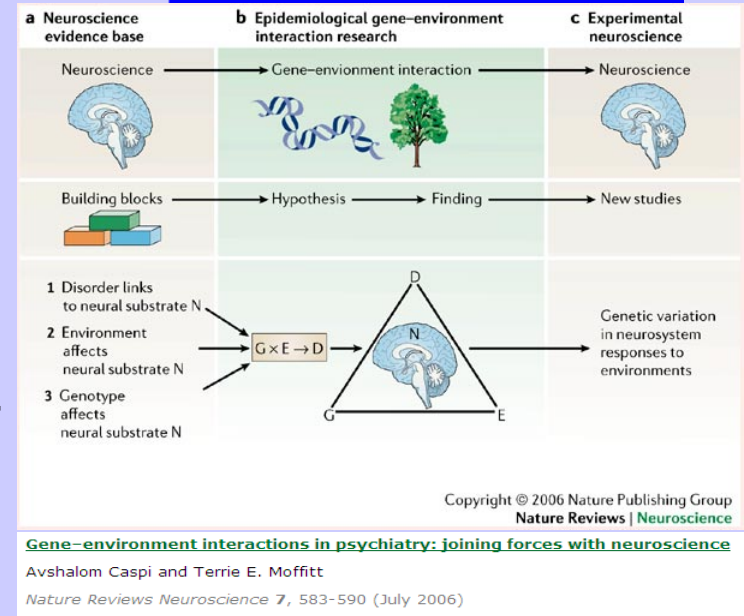 a Neuroscience
evidence base
b Epidemiological gene–environment
interaction research
c Experimental
neuroscience
Neuroscience
Gene–envionment interaction
Neuroscience
Building blocks
Hypothesis
Finding
New studies
1 Disorder links
to neural substrate N
2 Environment
affects
neural substrate N
3 Genotype
affects
neural substrate N
G×E→D
D
N
G
E
Genetic variation
in neurosystem
responses to
environments
Copyright © 2006 Nature Publishing Group
Nature Reviews | Neuroscience
Gene–environment interactions in psychiatry: joining forces with neuroscience
Avshalom Caspi and Terrie E. Moffitt
Nature Reviews Neuroscience 7, 583-590 (July 2006)